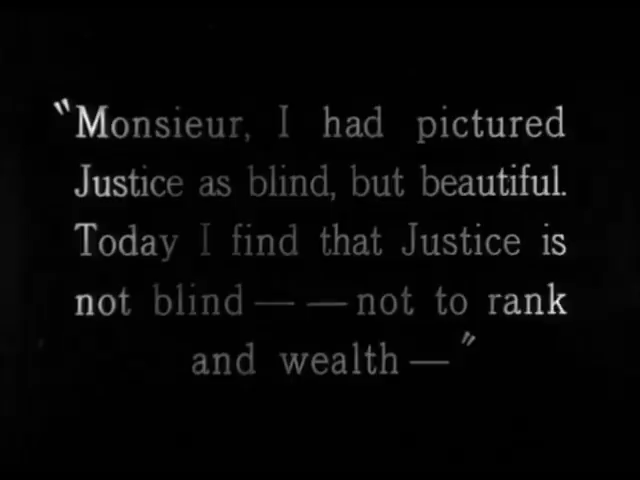 "Monsieur, I had pictured
Justice as blind, but beautiful.
Today I find that Justice is
not blind — — not to rank
and wealth — "